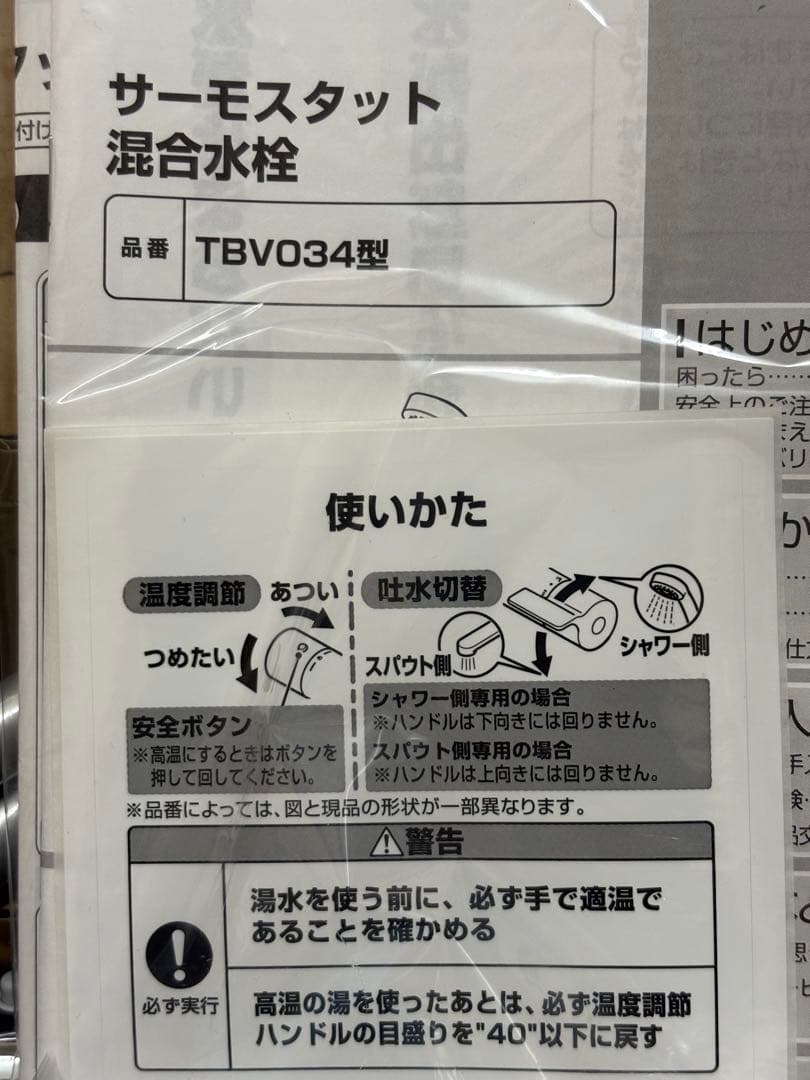 付け
サーモスタット
混合水栓
品番 TBV034型
はじめ
困ったら……
安全上のご注
使いかた
温度調節
あつい
つめたい
安全ボタン
※高温にするときはボタンを
押して回してください。
吐水切替
シャワー側
スパウト側
シャワー側専用の場合
※ハンドルは下向きには回りません。
スパウト側専用の場合
※ハンドルは上向きには回りません。
※品番によっては、図と現品の形状が一部異なります。
警告
必ず実行
湯水を使う前に、必ず手で適温で
あることを確かめる
高温の湯を使ったあとは、必ず温度調節
ハンドルの目盛りを"40"以下に戻す